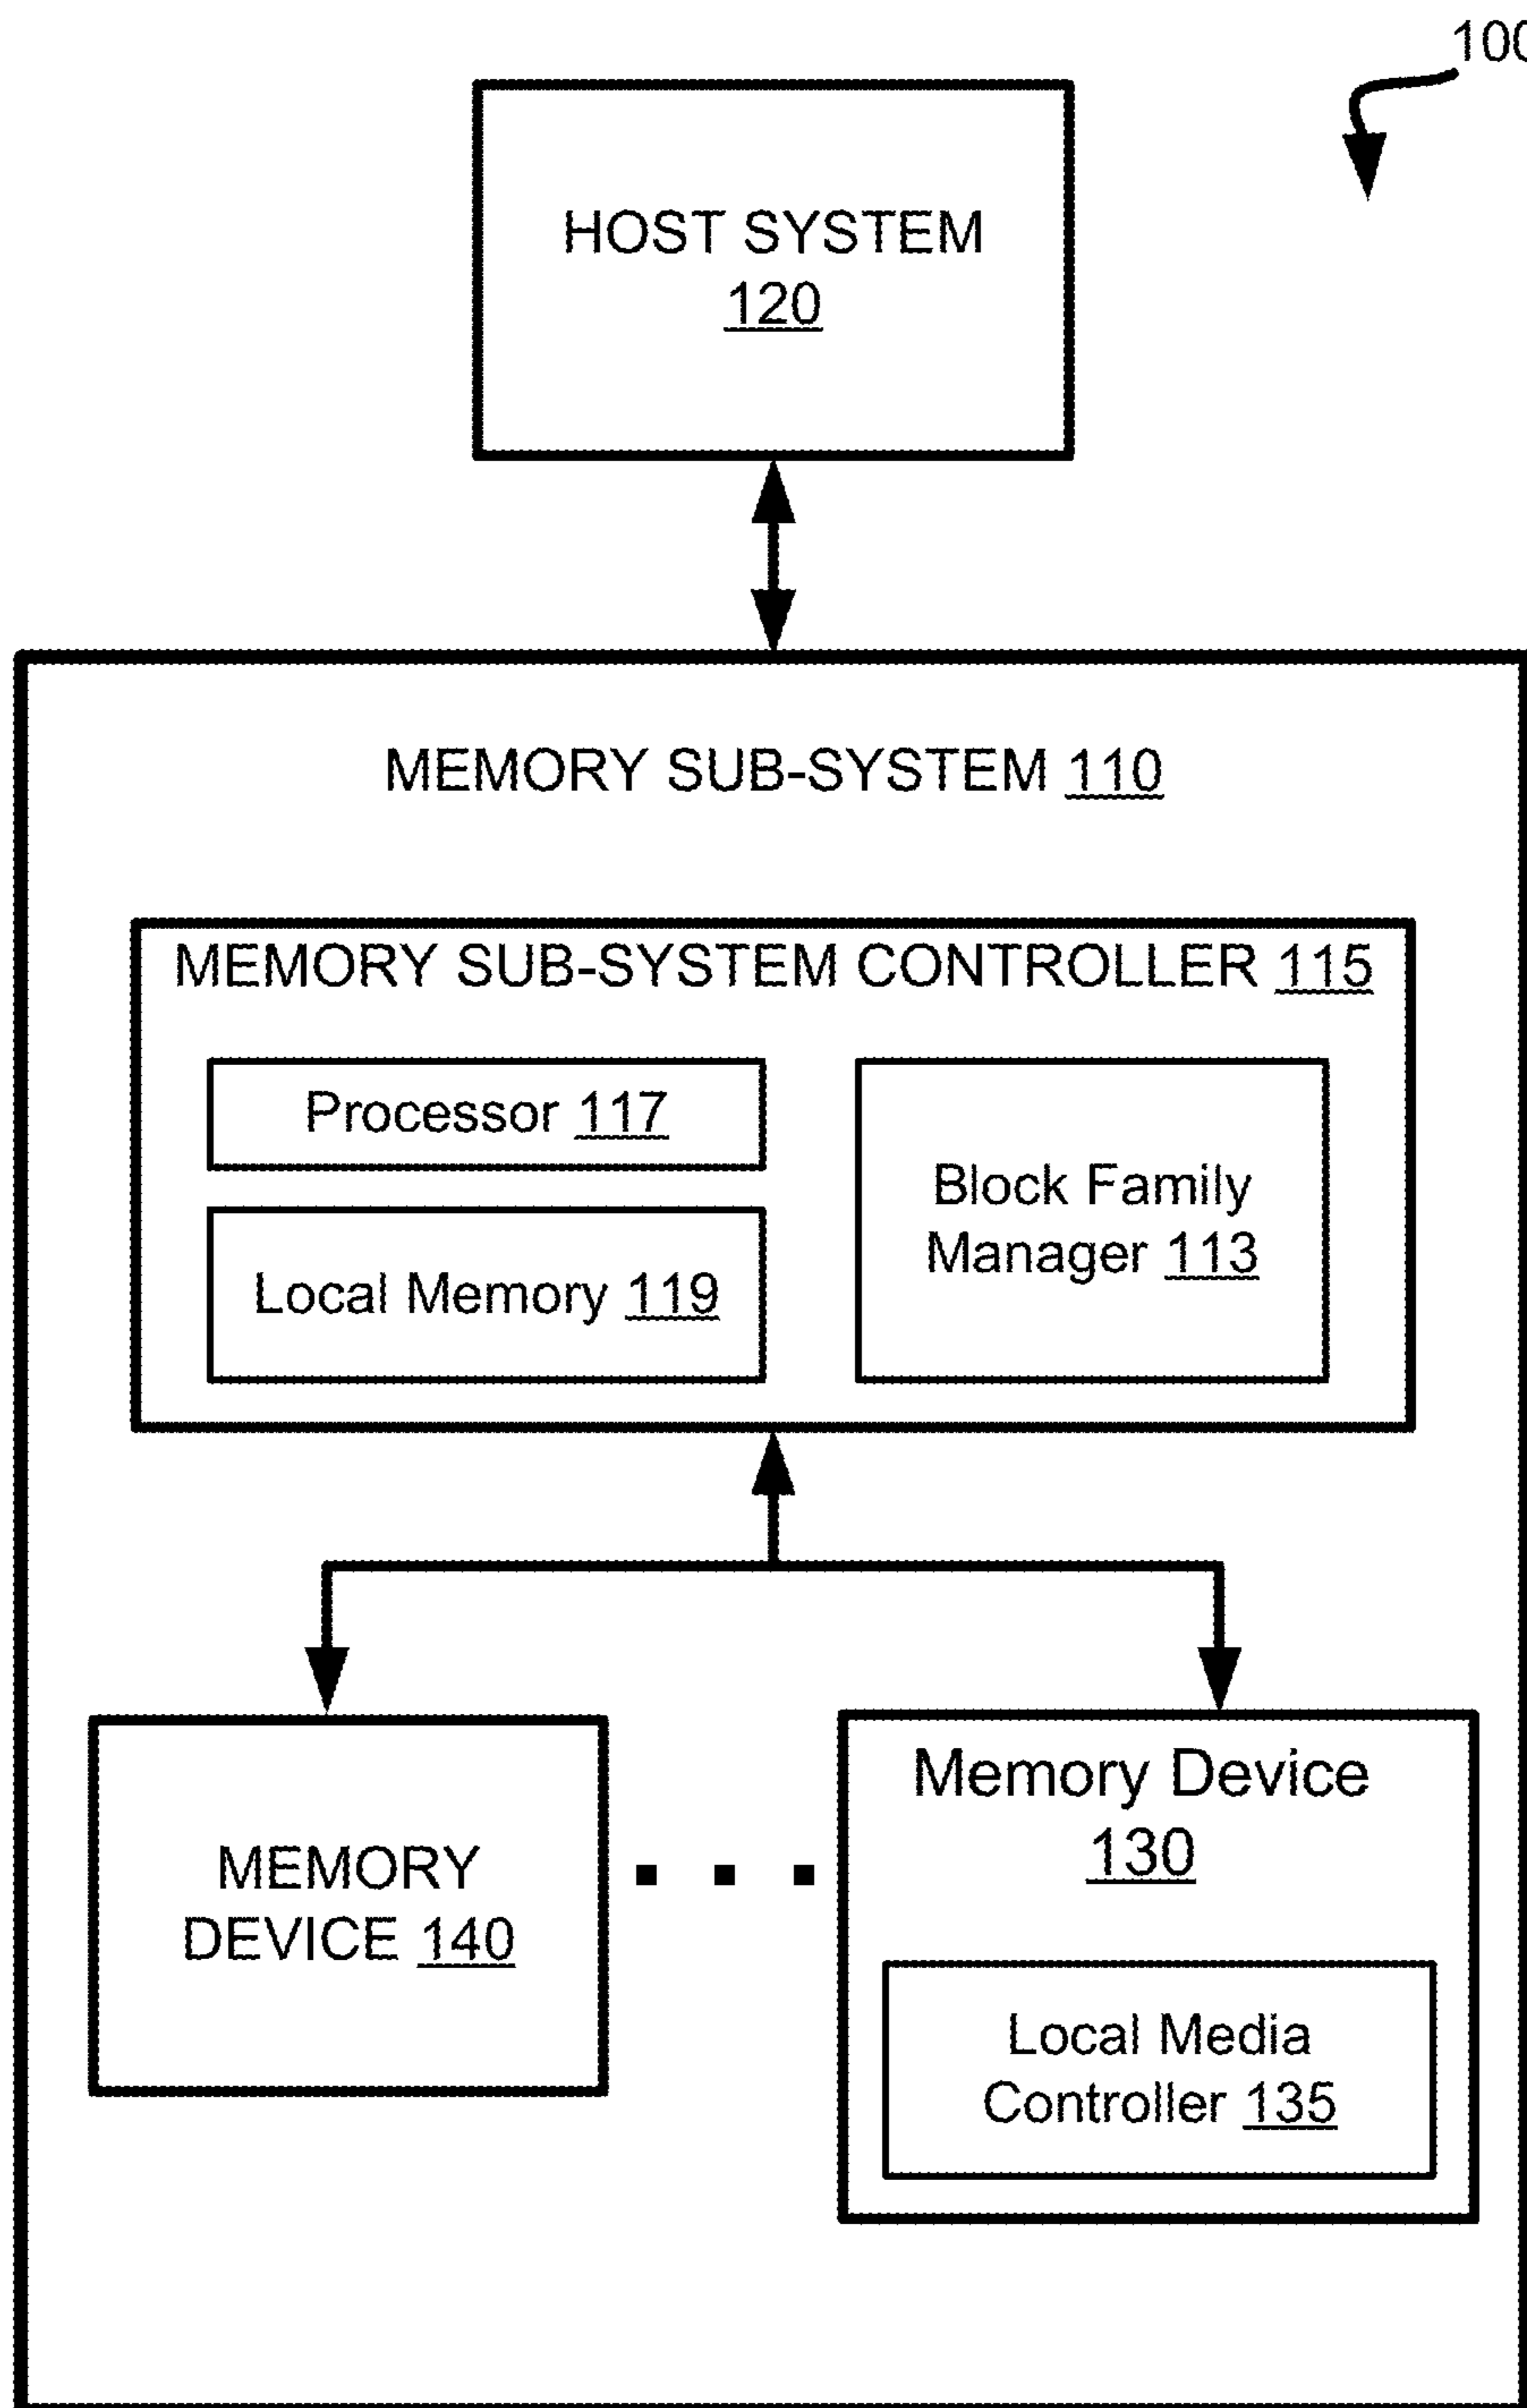 100
HOST SYSTEM
120
MEMORY SUB-SYSTEM 110
MEMORY SUB-SYSTEM CONTROLLER 115
Processor 117
Local Memory 119
Block Family
Manager 113
MEMORY
DEVICE 140
Memory Device
130
Local Media
Controller 135